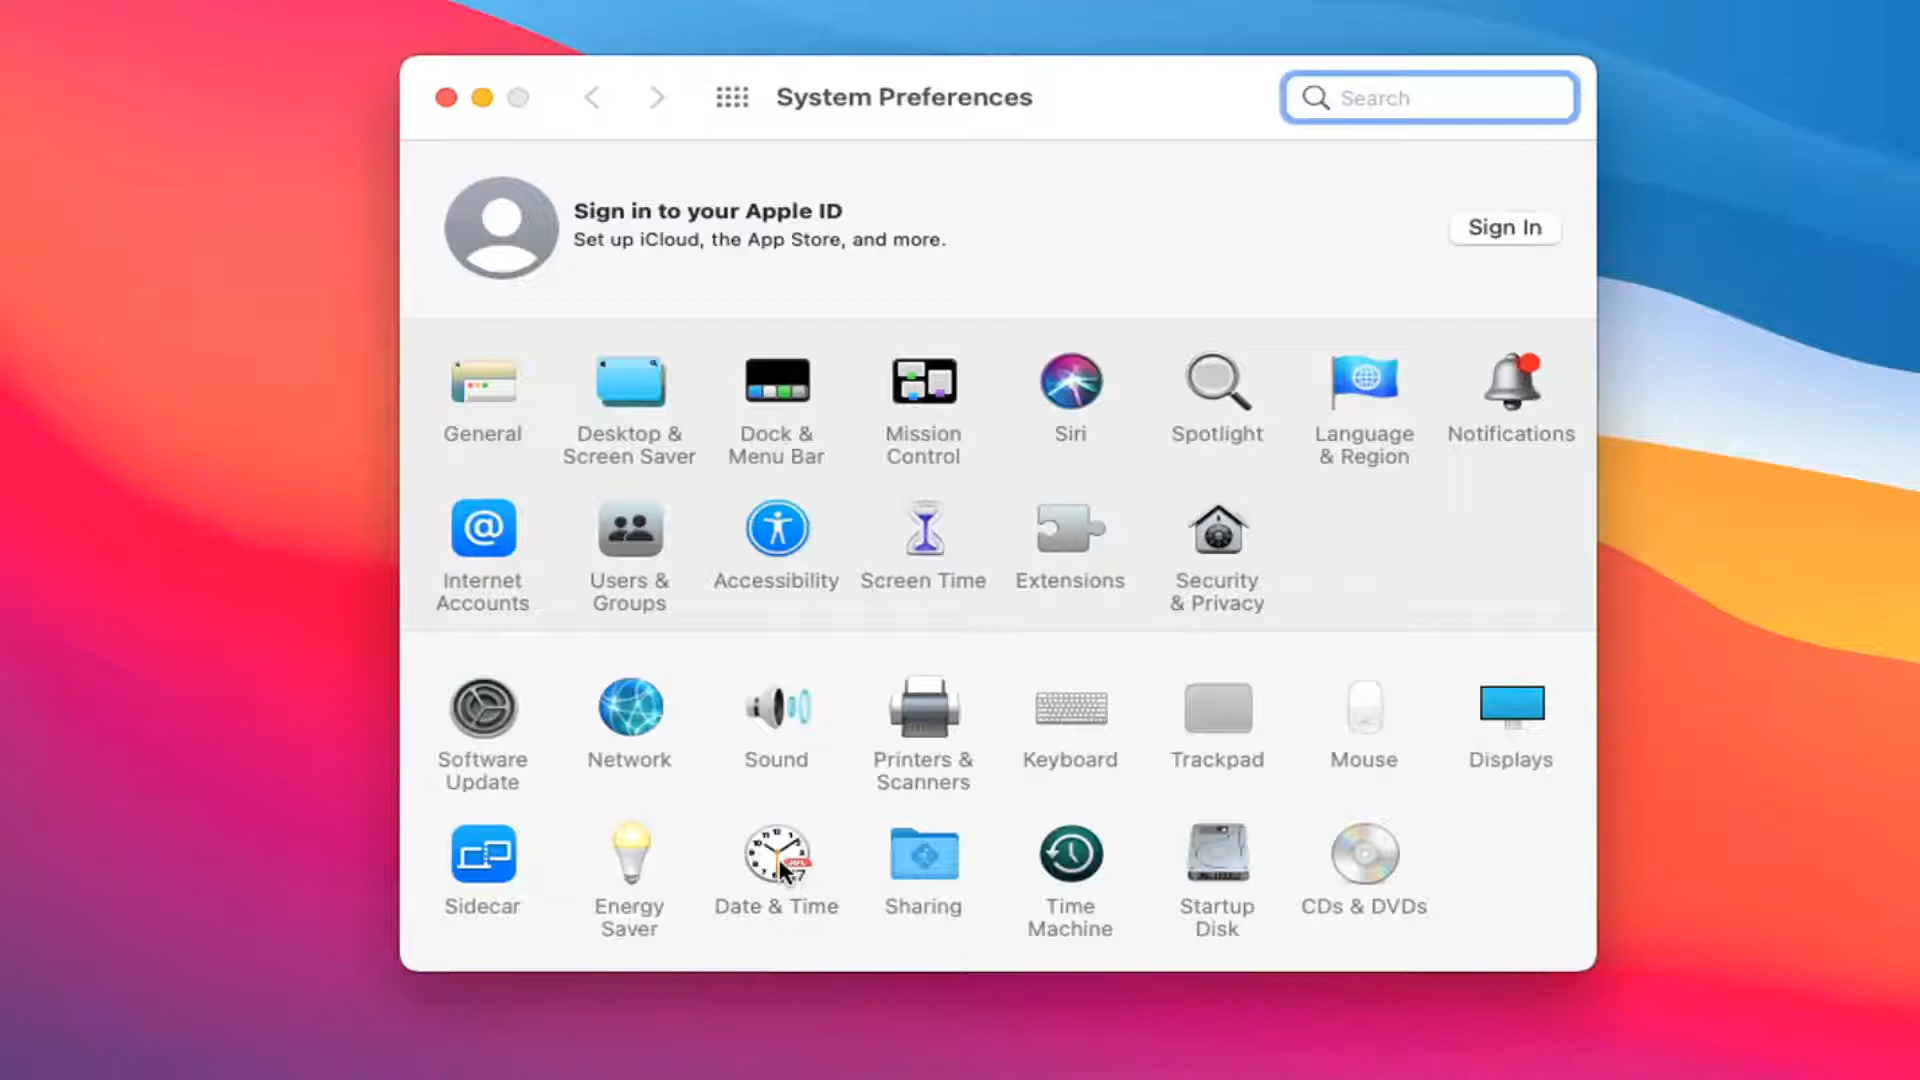 System Preferences
Search
Sign in to your Apple ID
Set up iCloud, the App Store, and more.
Sign In
General
Desktop &
Screen Saver
Dock &
Menu Bar
Mission
Control
Siri
Spotlight
Language
& Region
Notifications
Internet
Accounts
Users &
Groups
Accessibility
Screen Time
Extensions
Security
& Privacy
Software
Update
Network
Sound
Printers &
Scanners
Keyboard
Trackpad
Mouse
Displays
Sidecar
Energy
Saver
Date & Time
Sharing
Time
Machine
Startup
Disk
CDs & DVDs